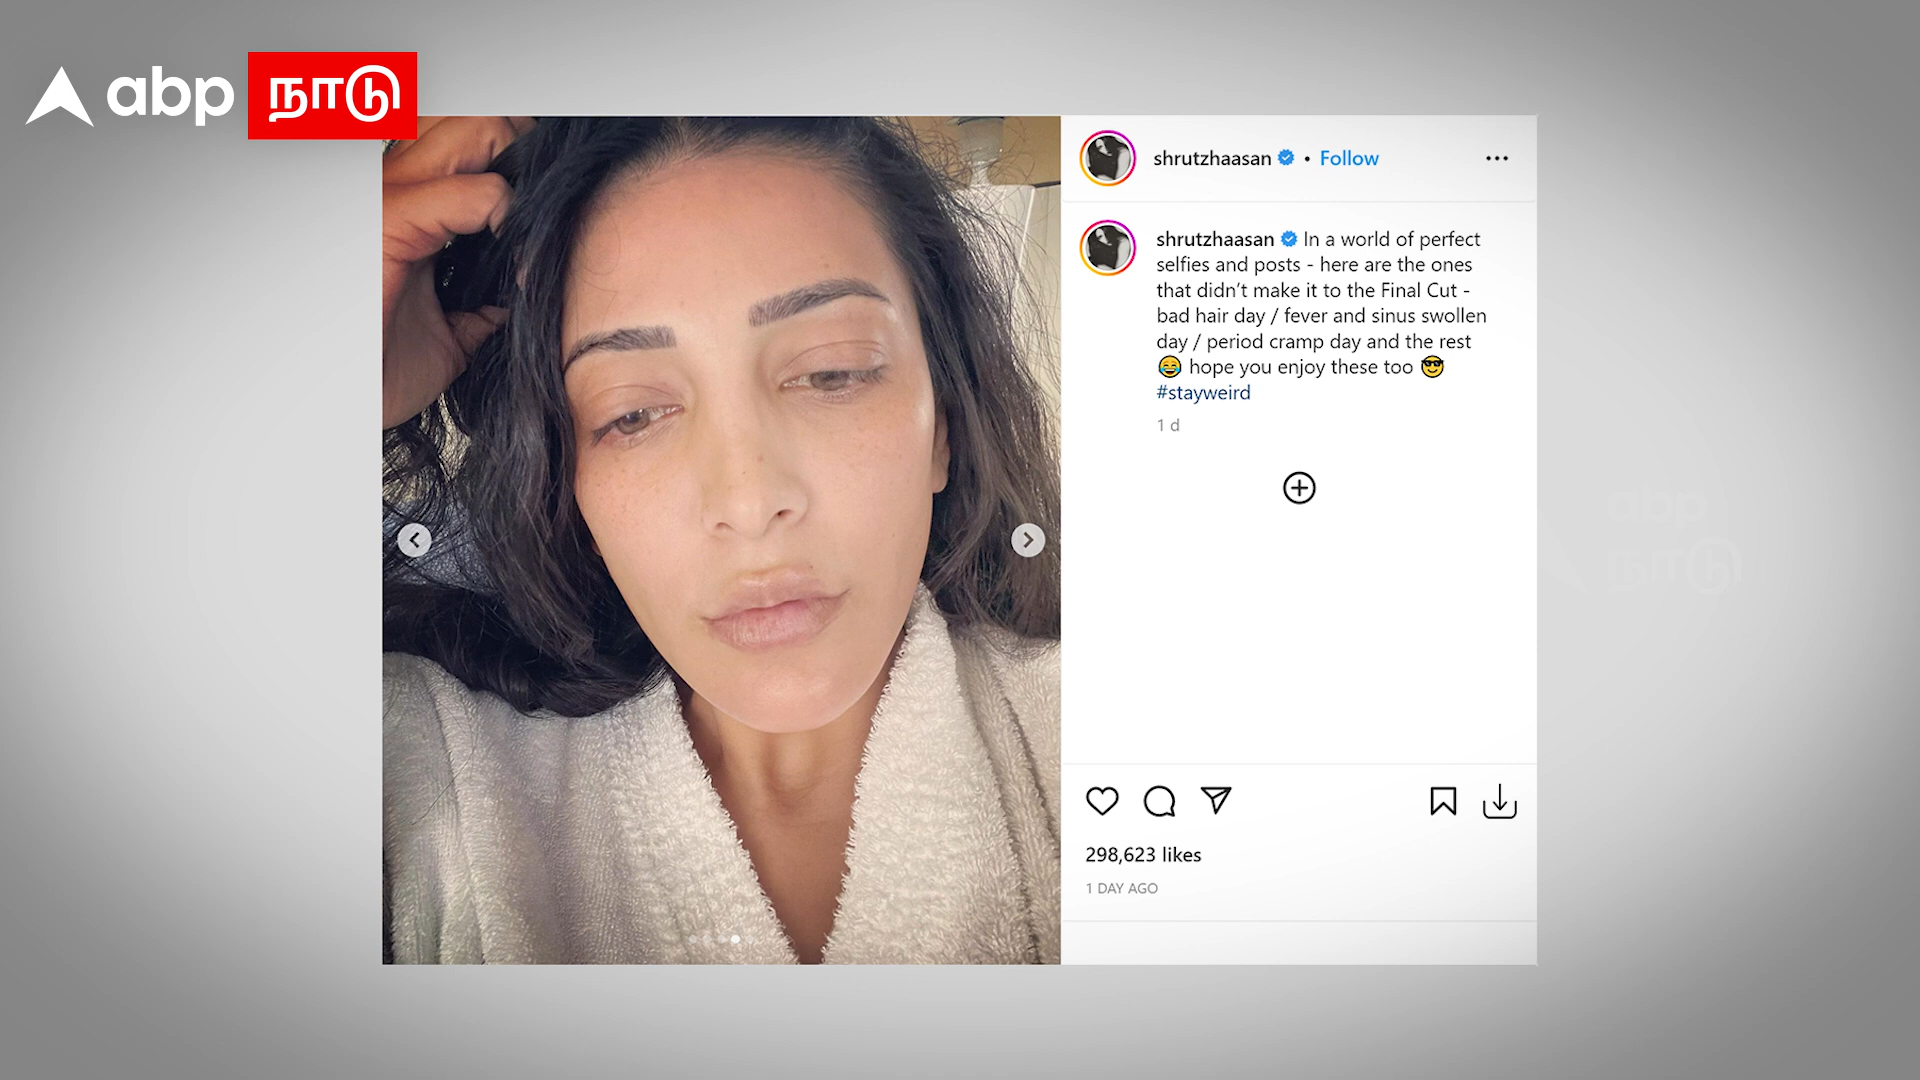 abp நாடு
shrutzhaasan • Follow
shrutzhaasan In a world of perfect
selfies and posts - here are the ones
that didn't make it to the Final Cut -
bad hair day / fever and sinus swollen
day / period cramp day and the rest
😂 hope you enjoy these too 😎
#stayweird
1 d
298,623 likes
1 DAY AGO
abp
நாடு